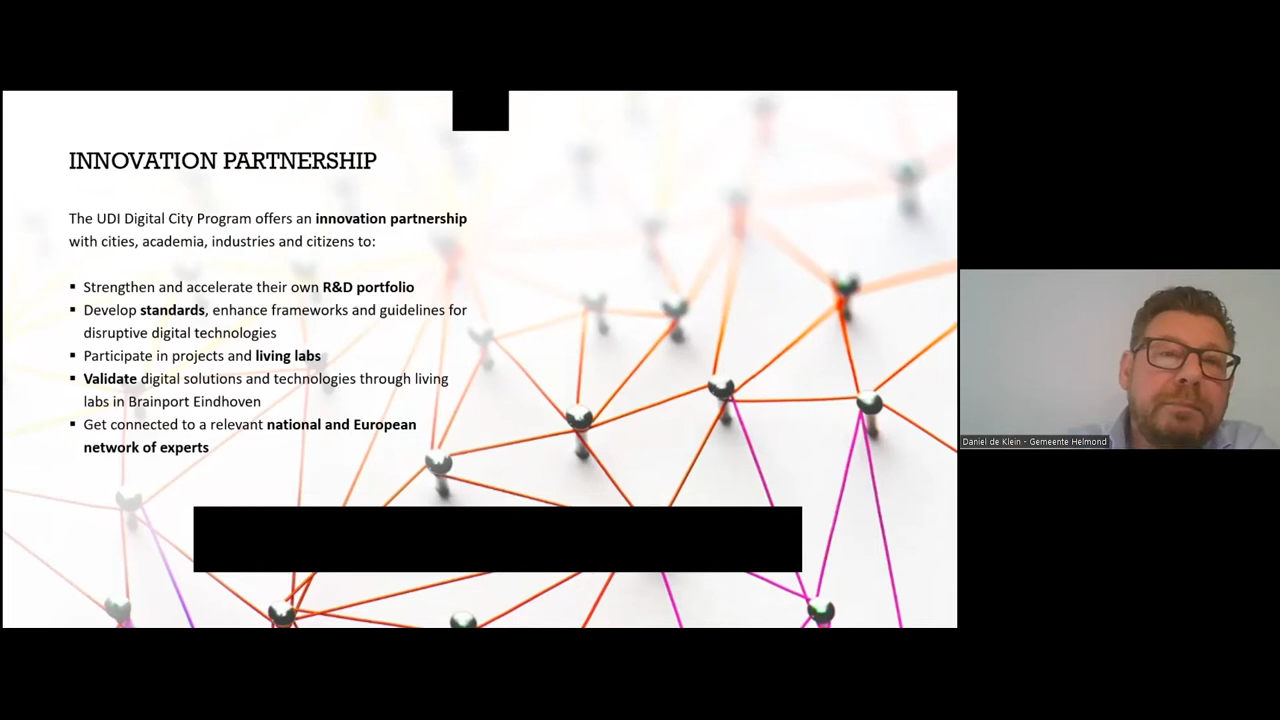 INNOVATION PARTNERSHIP
The UDI Digital City Program offers an innovation partnership
with cities, academia, industries and citizens to:
▪ Strengthen and accelerate their own R&D portfolio
▪ Develop standards, enhance frameworks and guidelines for
disruptive digital technologies
▪ Participate in projects and living labs
▪ Validate digital solutions and technologies through living
labs in Brainport Eindhoven
▪ Get connected to a relevant national and European
network of experts
Daniel de Klein - Gemeente Helmond